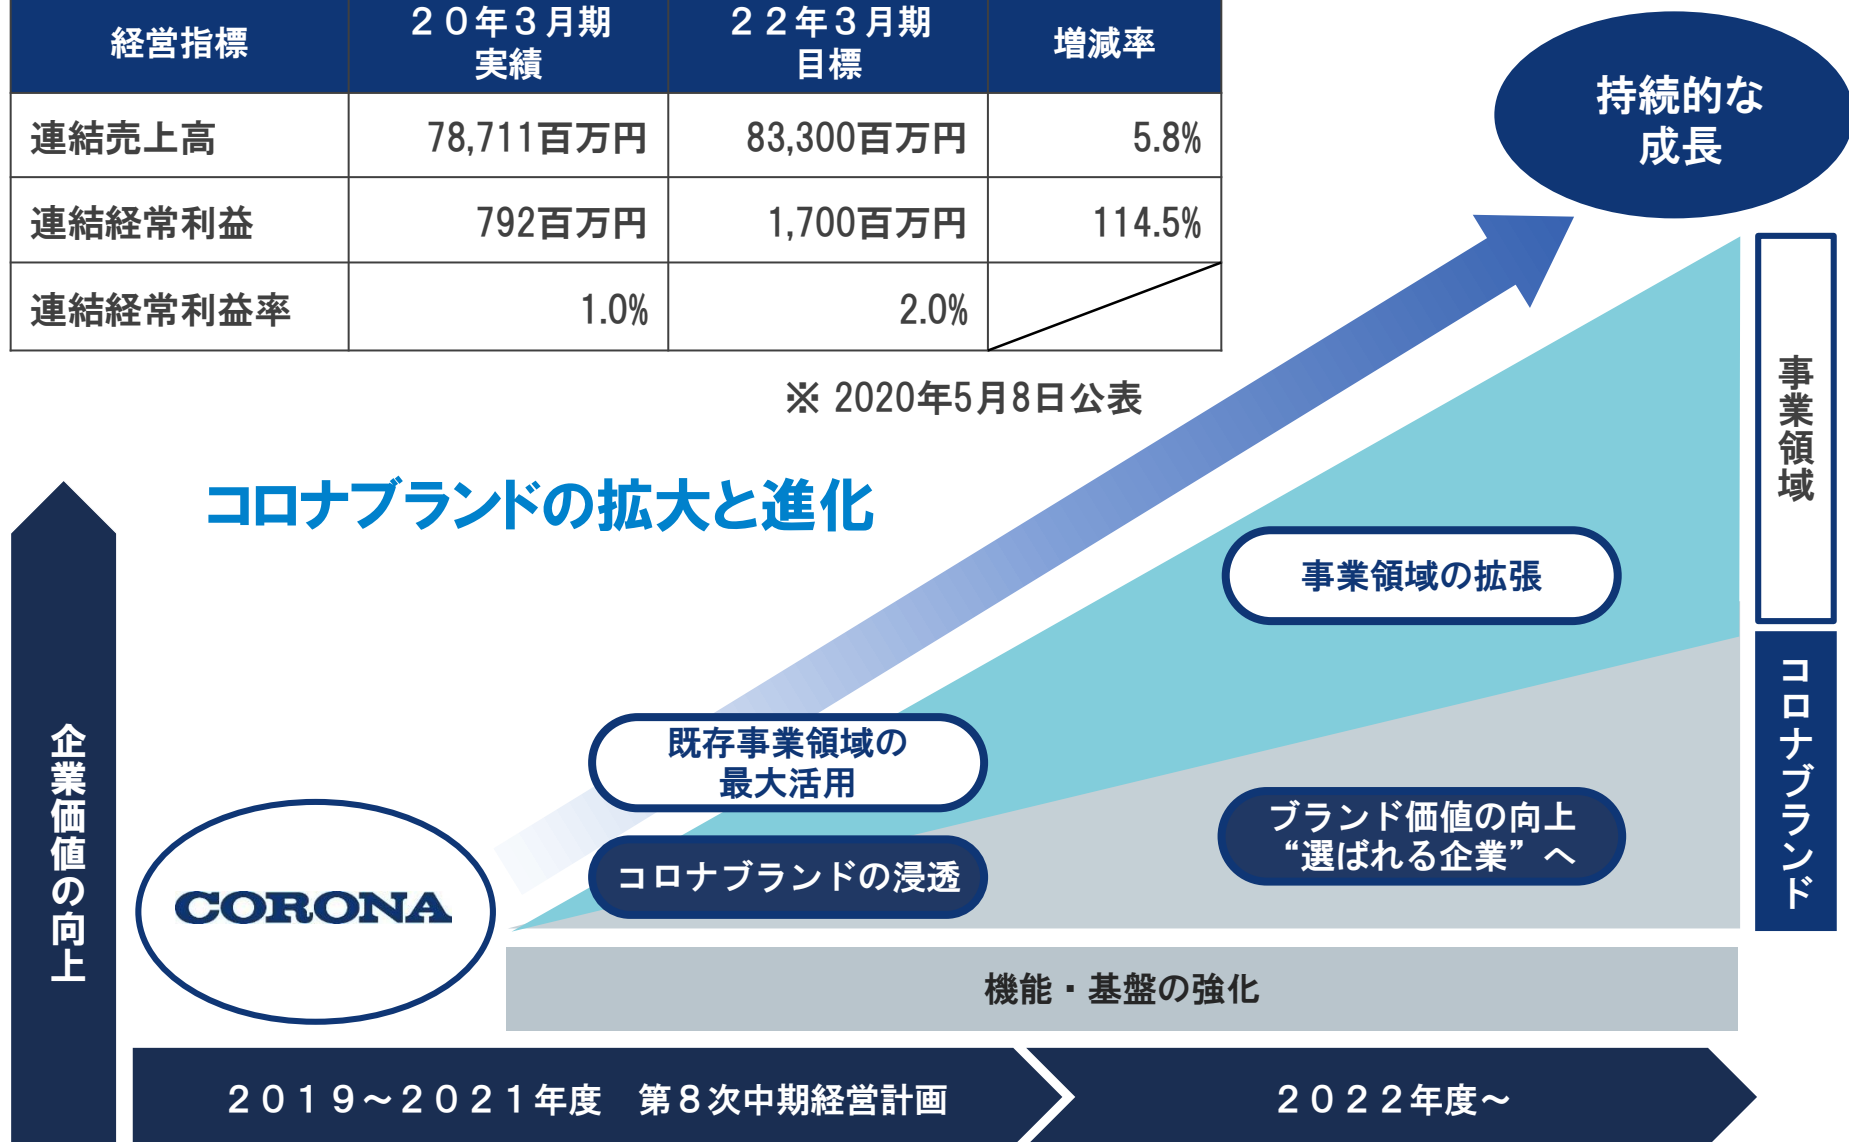 経営指標 ２０年３月期 ２２年３月期 増減率
実績 目標
連結売上高 78,711百万円 83,300百万円 5.8%
連結経常利益 792百万円 1,700百万円 114.5%
連結経常利益率 1.0% 2.0%
※ 2020年5月8日公表
持続的な
成長
コロナブランドの拡大と進化
事業領域
事業領域の拡張
既存事業領域の
最大活用
コロナブランド
ブランド価値の向上
“選ばれる企業”へ
コロナブランドの浸透
企業価値の向上
CORONA
機能・基盤の強化
２０１９～２０２１年度　第８次中期経営計画
２０２２年度～